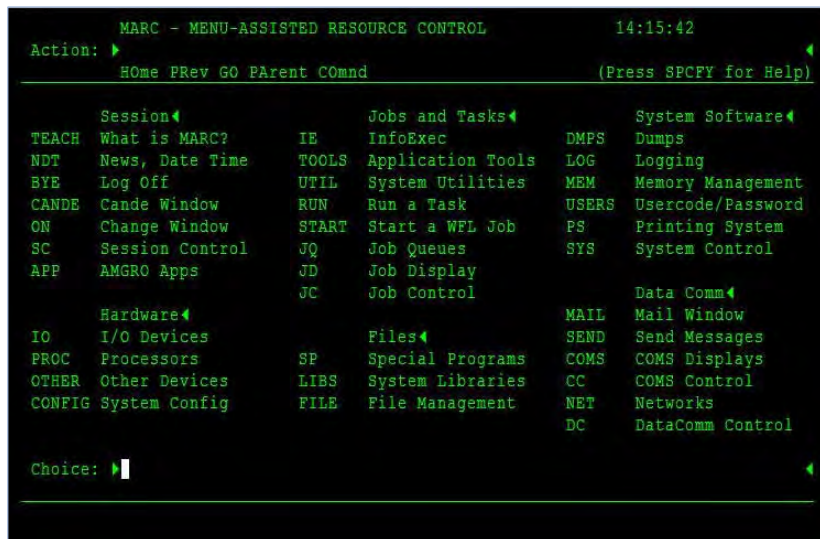 MARC - MENU-ASSISTED RESOURCE CONTROL 14:15:42
Action:
HOme PRev GO PArent COmnd (Press SPCFY for Help)
Session Jobs and Tasks System Software
TEACH What is MARC? IE InfoExec DMPS Dumps
NDT News, Date Time TOOLS Application Tools LOG Logging
BYE Log Off UTIL System Utilities MEM Memory Management
CANDE Cande Window RUN Run a Task USERS Usercode/Password
ON Change Window START Start a WFL Job PS Printing System
SC Session Control JQ Job Queues SYS System Control
APP AMGRO Apps JD Job Display
JC Job Control Data Comm
Hardware MAIL Mail Window
IO I/O Devices Files SEND Send Messages
PROC Processors SP Special Programs COMS COMS Displays
OTHER Other Devices LIBS System Libraries CC COMS Control
CONFIG System Config FILE File Management NET Networks
DC DataComm Control
Choice: